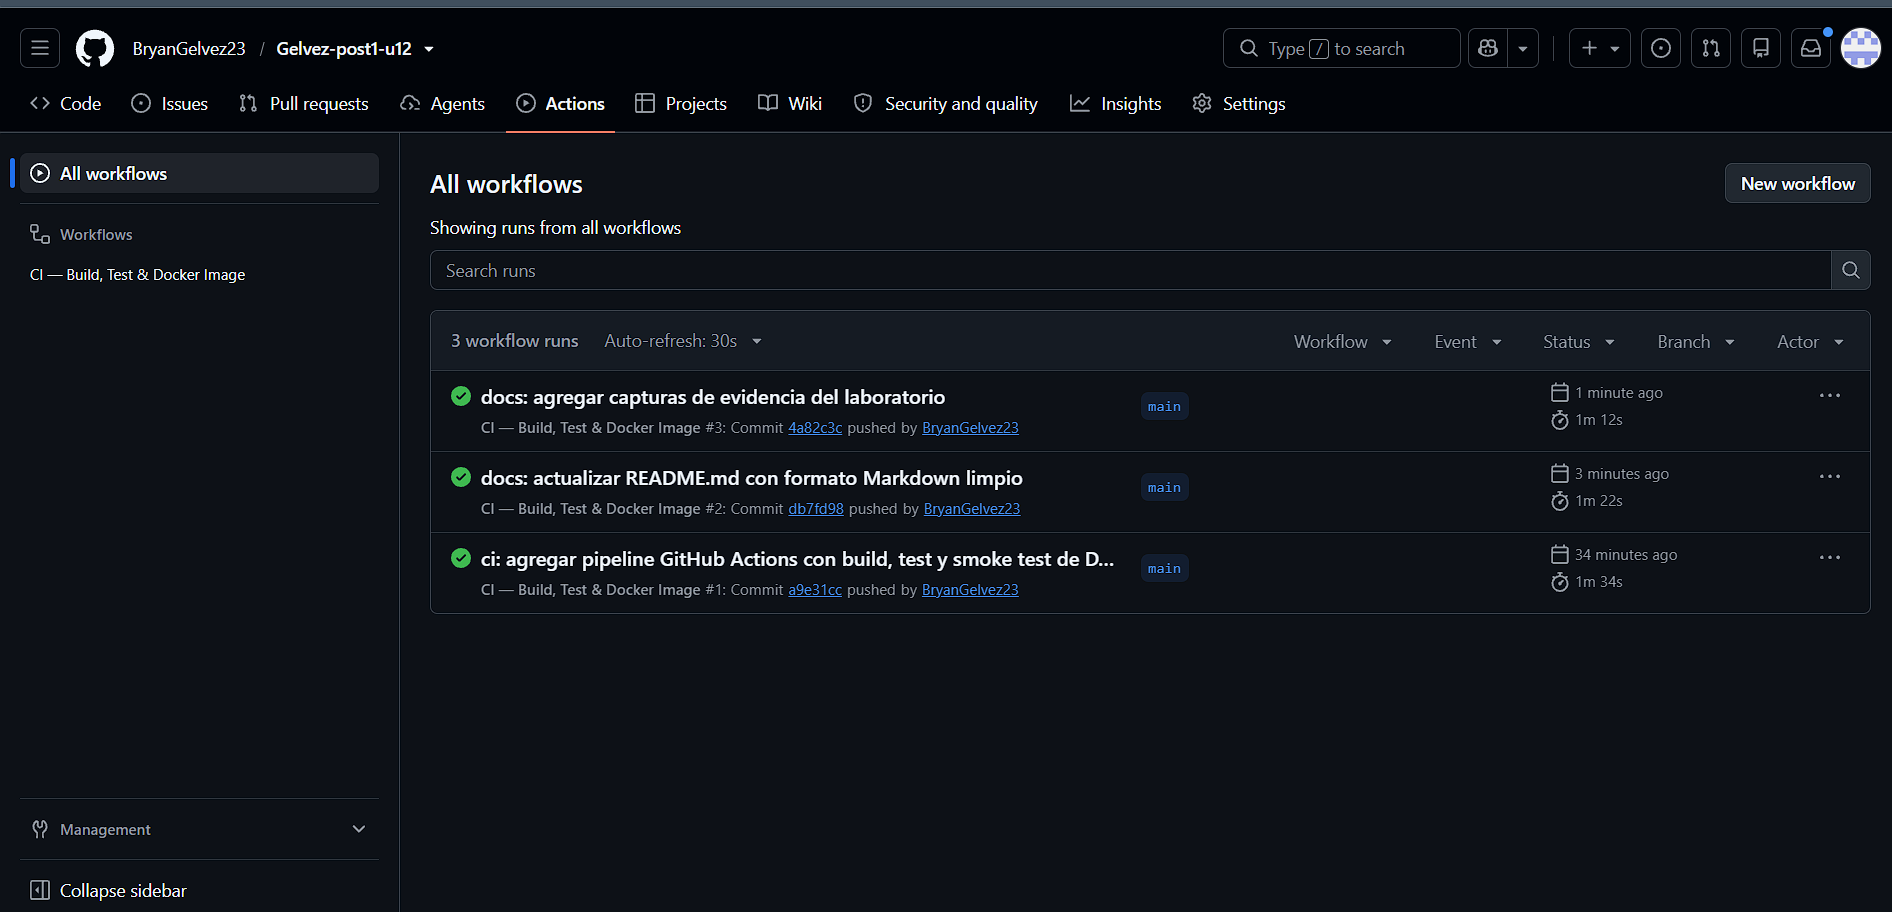 BryanGelvez23 / Gelvez-post1-u12
Type / to search
Code Issues Pull requests Agents Actions Projects Wiki Security and quality Insights Settings
All workflows
Workflows
CI — Build, Test & Docker Image
Management
Collapse sidebar
All workflows
New workflow
Showing runs from all workflows
Search runs
3 workflow runs Auto-refresh: 30s Workflow Event Status Branch Actor
docs: agregar capturas de evidencia del laboratorio
CI — Build, Test & Docker Image #3: Commit 4a82c3c pushed by BryanGelvez23
main
1 minute ago
1m 12s
docs: actualizar README.md con formato Markdown limpio
CI — Build, Test & Docker Image #2: Commit db7fd98 pushed by BryanGelvez23
main
3 minutes ago
1m 22s
ci: agregar pipeline GitHub Actions con build, test y smoke test de D...
CI — Build, Test & Docker Image #1: Commit a9e31cc pushed by BryanGelvez23
main
34 minutes ago
1m 34s